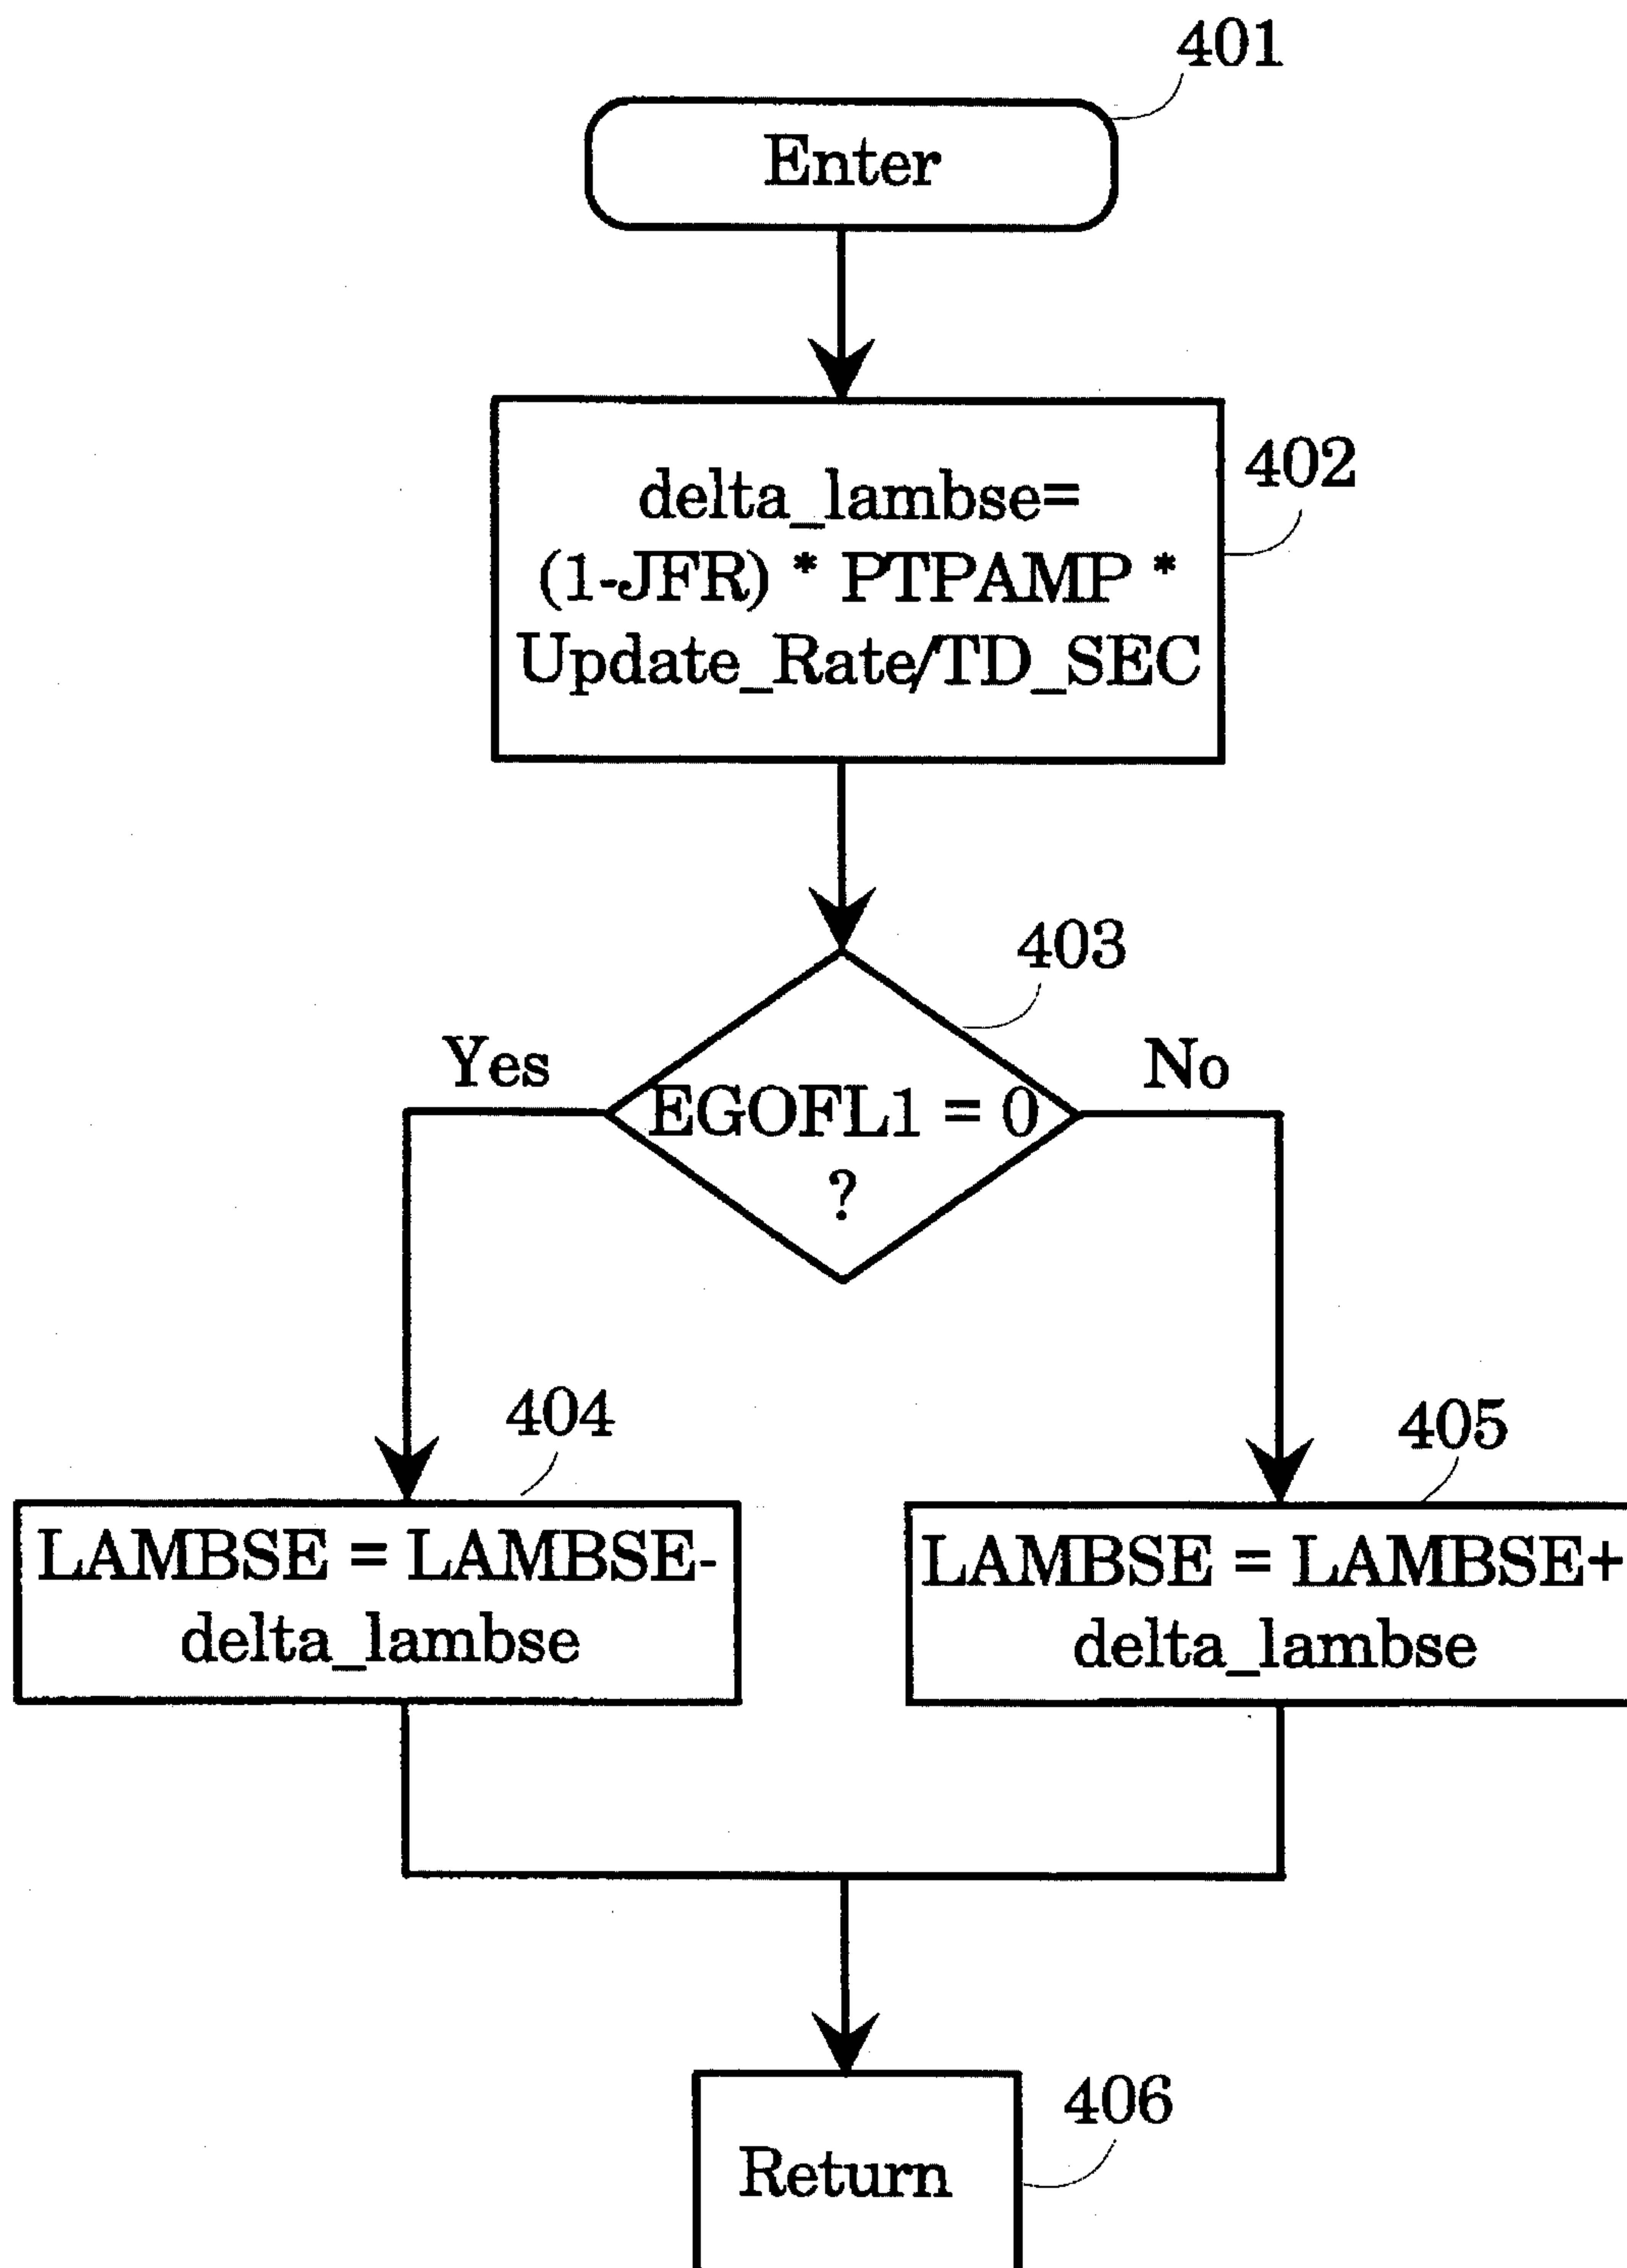 401
Enter
402
delta_lambse=
(1-JFR) * PTPAMP *
Update_Rate/TD_SEC
403
Yes
No
EGOFL1 = 0
?
404
405
LAMBSE = LAMBSE-
delta_lambse
LAMBSE = LAMBSE+
delta_lambse
406
Return